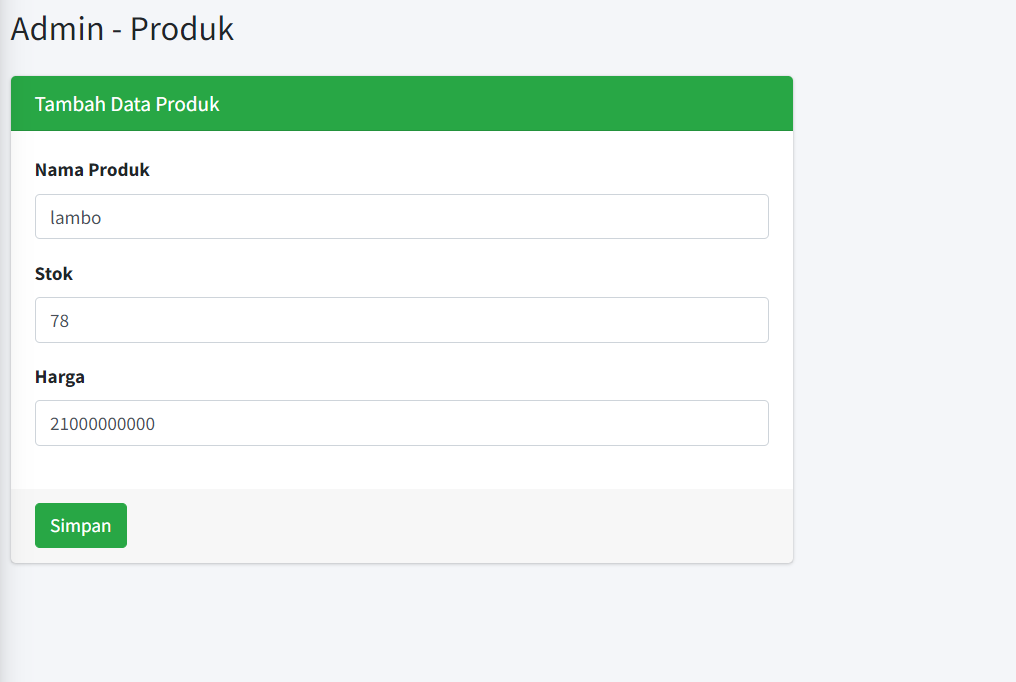 Admin - Produk
Tambah Data Produk
Nama Produk
lambo
Stok
78
Harga
21000000000
Simpan